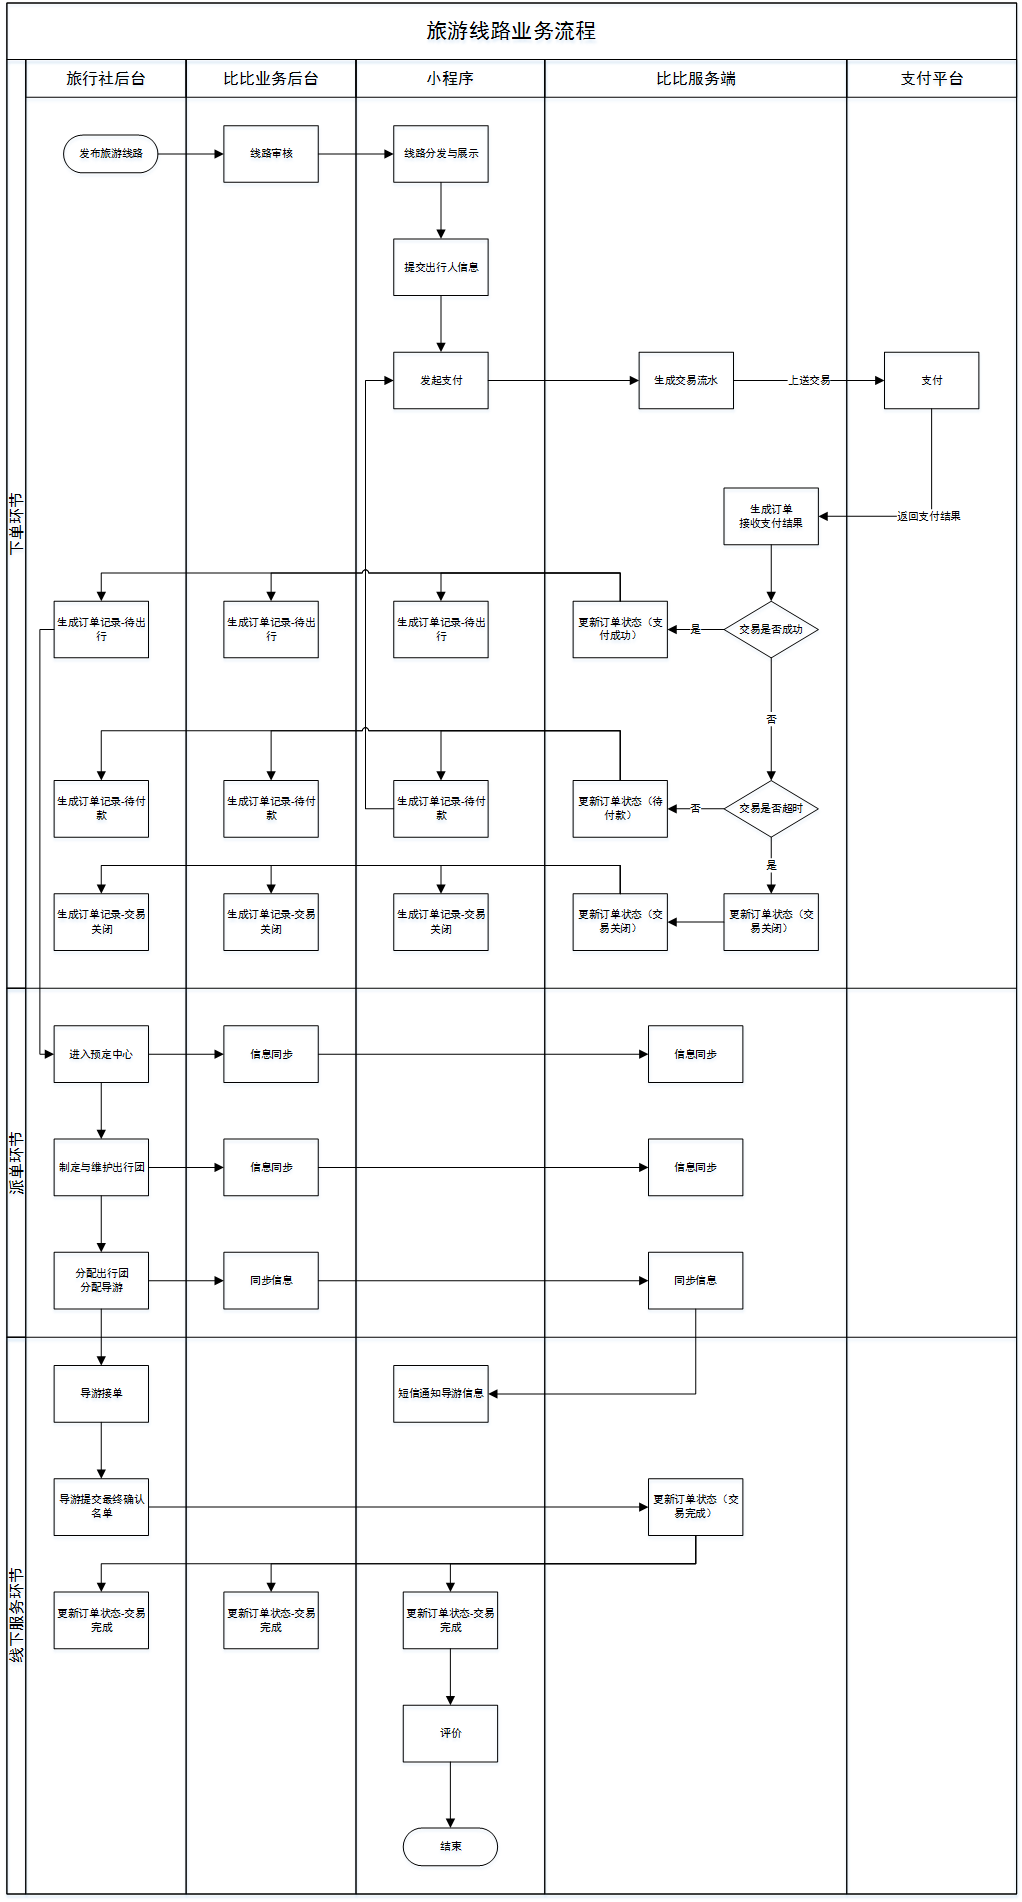 旅游线路业务流程
旅行社后台
比比业务后台
小程序
比比服务端
支付平台
下单环节
发布旅游线路
线路审核
线路分发与展示
提交出行人信息
发起支付
生成交易流水
上送交易
支付
生成订单
接收支付结果
返回支付结果
生成订单记录-待出
行
生成订单记录-待出
行
生成订单记录-待出
行
更新订单状态（支
付成功）
是
交易是否成功
否
生成订单记录-待付
款
生成订单记录-待付
款
生成订单记录-待付
款
更新订单状态（待
付款）
否
交易是否超时
是
生成订单记录-交易
关闭
生成订单记录-交易
关闭
生成订单记录-交易
关闭
更新订单状态（交
易关闭）
更新订单状态（交
易关闭）
派单环节
进入预定中心
信息同步
信息同步
制定与维护出行团
信息同步
信息同步
分配出行团
分配导游
同步信息
同步信息
线下服务环节
导游接单
短信通知导游信息
导游提交最终确认
名单
更新订单状态（交
易完成）
更新订单状态-交易
完成
更新订单状态-交易
完成
更新订单状态-交易
完成
评价
结束